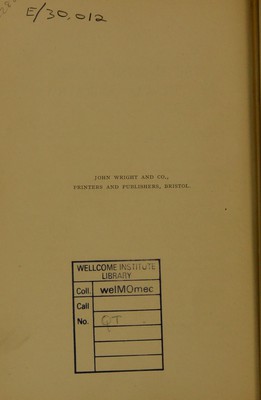 E/30.012
JOHN WRIGHT AND CO.,
PRINTERS AND PUBLISHERS, BRISTOL.
WELLCOME INSTITUTE
LIBRARY
Coll. welMOmec
Call
No. QT